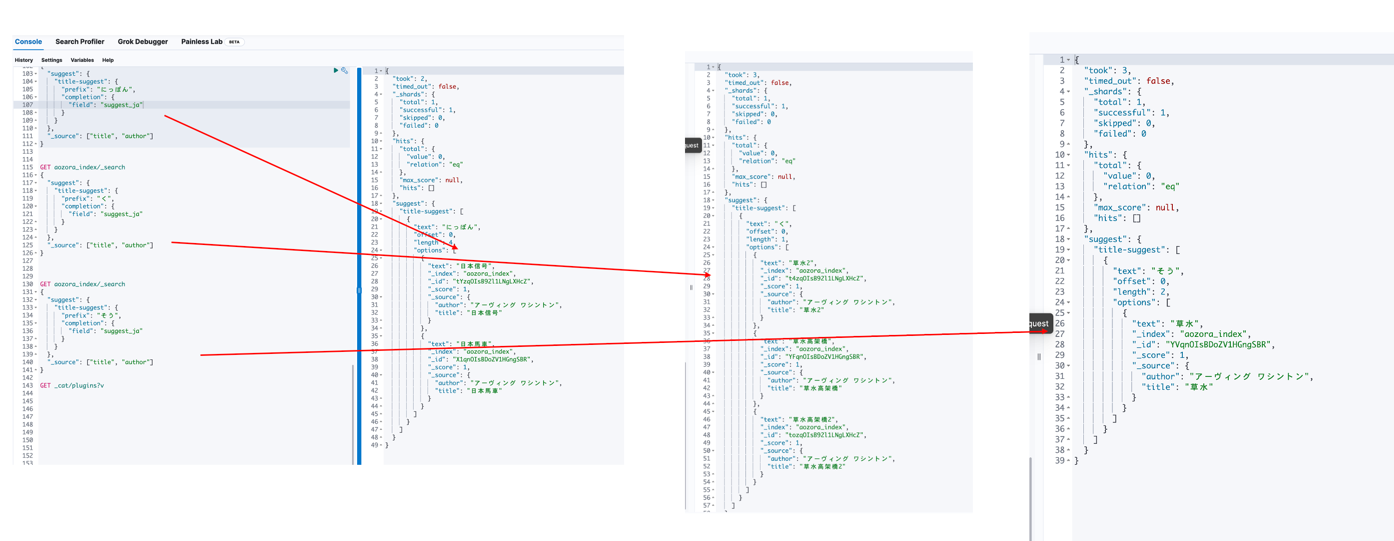 Console Search Profiler Grok Debugger Painless Lab BETA
History Settings Variables Help
103 "suggest": {
104 "title-suggest": {
105 "prefix": "にっぽん",
106 "completion": {
107 "field": "suggest_ja"
108 }
109 }
110 },
111 "_source": ["title", "author"]
112 }
113
114
115 GET aozora_index/_search
116 {
117 "suggest": {
118 "title-suggest": {
119 "prefix": "く",
120 "completion": {
121 "field": "suggest_ja"
122 }
123 }
124 },
125 "_source": ["title", "author"]
126 }
127
128
129
130 GET aozora_index/_search
131 {
132 "suggest": {
133 "title-suggest": {
134 "prefix": "そう",
135 "completion": {
136 "field": "suggest_ja"
137 }
138 }
139 },
140 "_source": ["title", "author"]
141 }
142
143 GET _cat/plugins?v
144
145
146
147
148
149
150
151
152
153
1 {
2 "took": 2,
3 "timed_out": false,
4 "_shards": {
5 "total": 1,
6 "successful": 1,
7 "skipped": 0,
8 "failed": 0
9 },
10 "hits": {
11 "total": {
12 "value": 0,
13 "relation": "eq"
14 },
15 "max_score": null,
16 "hits": []
17 },
18 "suggest": {
19 "title-suggest": [
20 {
21 "text": "にっぽん",
22 "offset": 0,
23 "length": 4,
24 "options": [
25 {
26 "text": "日本信号",
27 "_index": "aozora_index",
28 "_id": "tYzqOIsB92l1LNgLXHcZ",
29 "_score": 1,
30 "_source": {
31 "author": "アーヴィング ワシントン",
32 "title": "日本信号"
33 }
34 },
35 {
36 "text": "日本馬車",
37 "_index": "aozora_index",
38 "_id": "XlqnOIsBDoZV1HGngSBR",
39 "_score": 1,
40 "_source": {
41 "author": "アーヴィング ワシントン",
42 "title": "日本馬車"
43 }
44 }
45 ]
46 }
47 ]
48 }
49 }
quest
1 {
2 "took": 3,
3 "timed_out": false,
4 "_shards": {
5 "total": 1,
6 "successful": 1,
7 "skipped": 0,
8 "failed": 0
9 },
10 "hits": {
11 "total": {
12 "value": 0,
13 "relation": "eq"
14 },
15 "max_score": null,
16 "hits": []
17 },
18 "suggest": {
19 "title-suggest": [
20 {
21 "text": "く",
22 "offset": 0,
23 "length": 1,
24 "options": [
25 {
26 "text": "草水2",
27 "_index": "aozora_index",
28 "_id": "t4zqOIsB92l1LNgLXHcZ",
29 "_score": 1,
30 "_source": {
31 "author": "アーヴィング ワシントン",
32 "title": "草水2"
33 }
34 },
35 {
36 "text": "草水高架橋",
37 "_index": "aozora_index",
38 "_id": "YFqnOIsBDoZV1HGngSBR",
39 "_score": 1,
40 "_source": {
41 "author": "アーヴィング ワシントン",
42 "title": "草水高架橋"
43 }
44 },
45 {
46 "text": "草水高架橋2",
47 "_index": "aozora_index",
48 "_id": "tozqOIsB92l1LNgLXHcZ",
49 "_score": 1,
50 "_source": {
51 "author": "アーヴィング ワシントン",
52 "title": "草水高架橋2"
53 }
54 }
55 ]
56 }
57 ]
quest
1 {
2 "took": 3,
3 "timed_out": false,
4 "_shards": {
5 "total": 1,
6 "successful": 1,
7 "skipped": 0,
8 "failed": 0
9 },
10 "hits": {
11 "total": {
12 "value": 0,
13 "relation": "eq"
14 },
15 "max_score": null,
16 "hits": []
17 },
18 "suggest": {
19 "title-suggest": [
20 {
21 "text": "そう",
22 "offset": 0,
23 "length": 2,
24 "options": [
25 {
26 "text": "草水",
27 "_index": "aozora_index",
28 "_id": "YVqnOIsBDoZV1HGngSBR",
29 "_score": 1,
30 "_source": {
31 "author": "アーヴィング ワシントン",
32 "title": "草水"
33 }
34 }
35 ]
36 }
37 ]
38 }
39 }